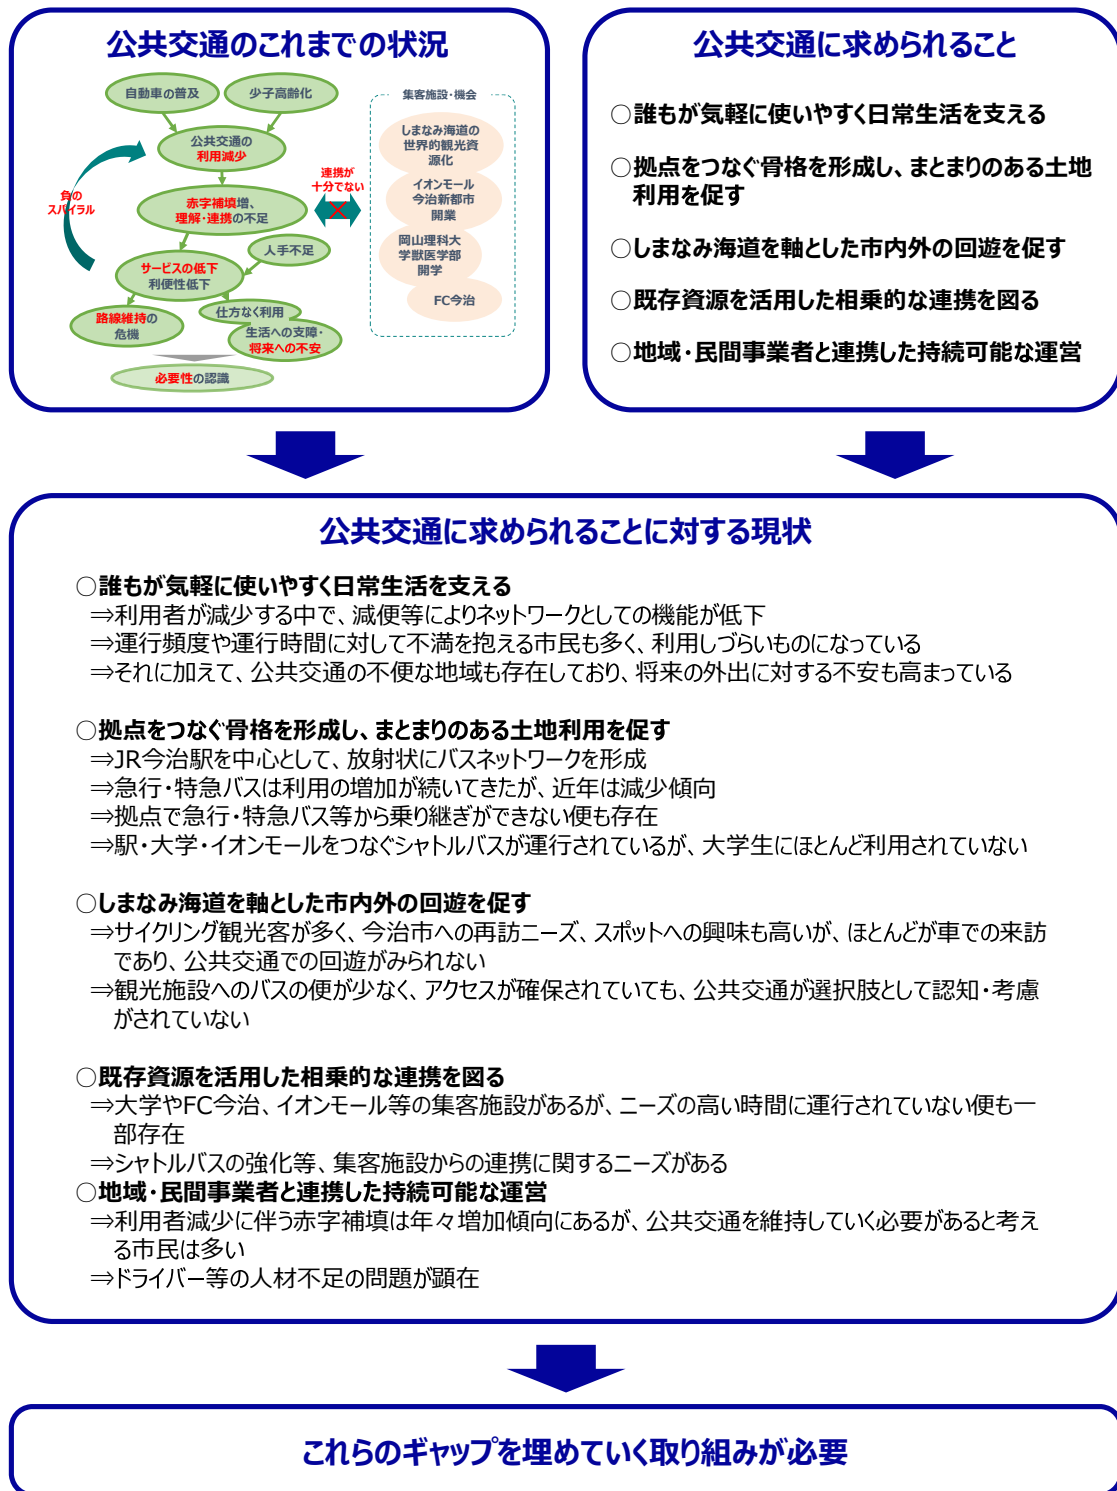 公共交通のこれまでの状況
自動車の普及
少子高齢化
公共交通の
利用減少
負の
スパイラル
赤字補填増、
理解・連携の不足
連携が
十分でない
人手不足
サービスの低下
利便性低下
路線維持の
危機
仕方なく利用
生活への支障・
将来への不安
必要性の認識
集客施設・機会
しまなみ海道の
世界的観光資
源化
イオンモール
今治新都市
開業
岡山理科大
学獣医学部
開学
FC今治
公共交通に求められること
○誰もが気軽に使いやすく日常生活を支える
○拠点をつなぐ骨格を形成し、まとまりのある土地
利用を促す
○しまなみ海道を軸とした市内外の回遊を促す
○既存資源を活用した相乗的な連携を図る
○地域・民間事業者と連携した持続可能な運営
公共交通に求められることに対する現状
○誰もが気軽に使いやすく日常生活を支える
⇒利用者が減少する中で、減便等によりネットワークとしての機能が低下
⇒運行頻度や運行時間に対して不満を抱える市民も多く、利用しづらいものになっている
⇒それに加えて、公共交通の不便な地域も存在しており、将来の外出に対する不安も高まっている
○拠点をつなぐ骨格を形成し、まとまりのある土地利用を促す
⇒JR今治駅を中心として、放射状にバスネットワークを形成
⇒急行・特急バスは利用の増加が続いてきたが、近年は減少傾向
⇒拠点で急行・特急バス等から乗り継ぎができない便も存在
⇒駅・大学・イオンモールをつなぐシャトルバスが運行されているが、大学生にほとんど利用されていない
○しまなみ海道を軸とした市内外の回遊を促す
⇒サイクリング観光客が多く、今治市への再訪ニーズ、スポットへの興味も高いが、ほとんどが車での来訪
であり、公共交通での回遊がみられない
⇒観光施設へのバスの便が少なく、アクセスが確保されていても、公共交通が選択肢として認知・考慮
がされていない
○既存資源を活用した相乗的な連携を図る
⇒大学やFC今治、イオンモール等の集客施設があるが、ニーズの高い時間に運行されていない便も一
部存在
⇒シャトルバスの強化等、集客施設からの連携に関するニーズがある
○地域・民間事業者と連携した持続可能な運営
⇒利用者減少に伴う赤字補填は年々増加傾向にあるが、公共交通を維持していく必要があると考え
る市民は多い
⇒ドライバー等の人材不足の問題が顕在
これらのギャップを埋めていく取り組みが必要